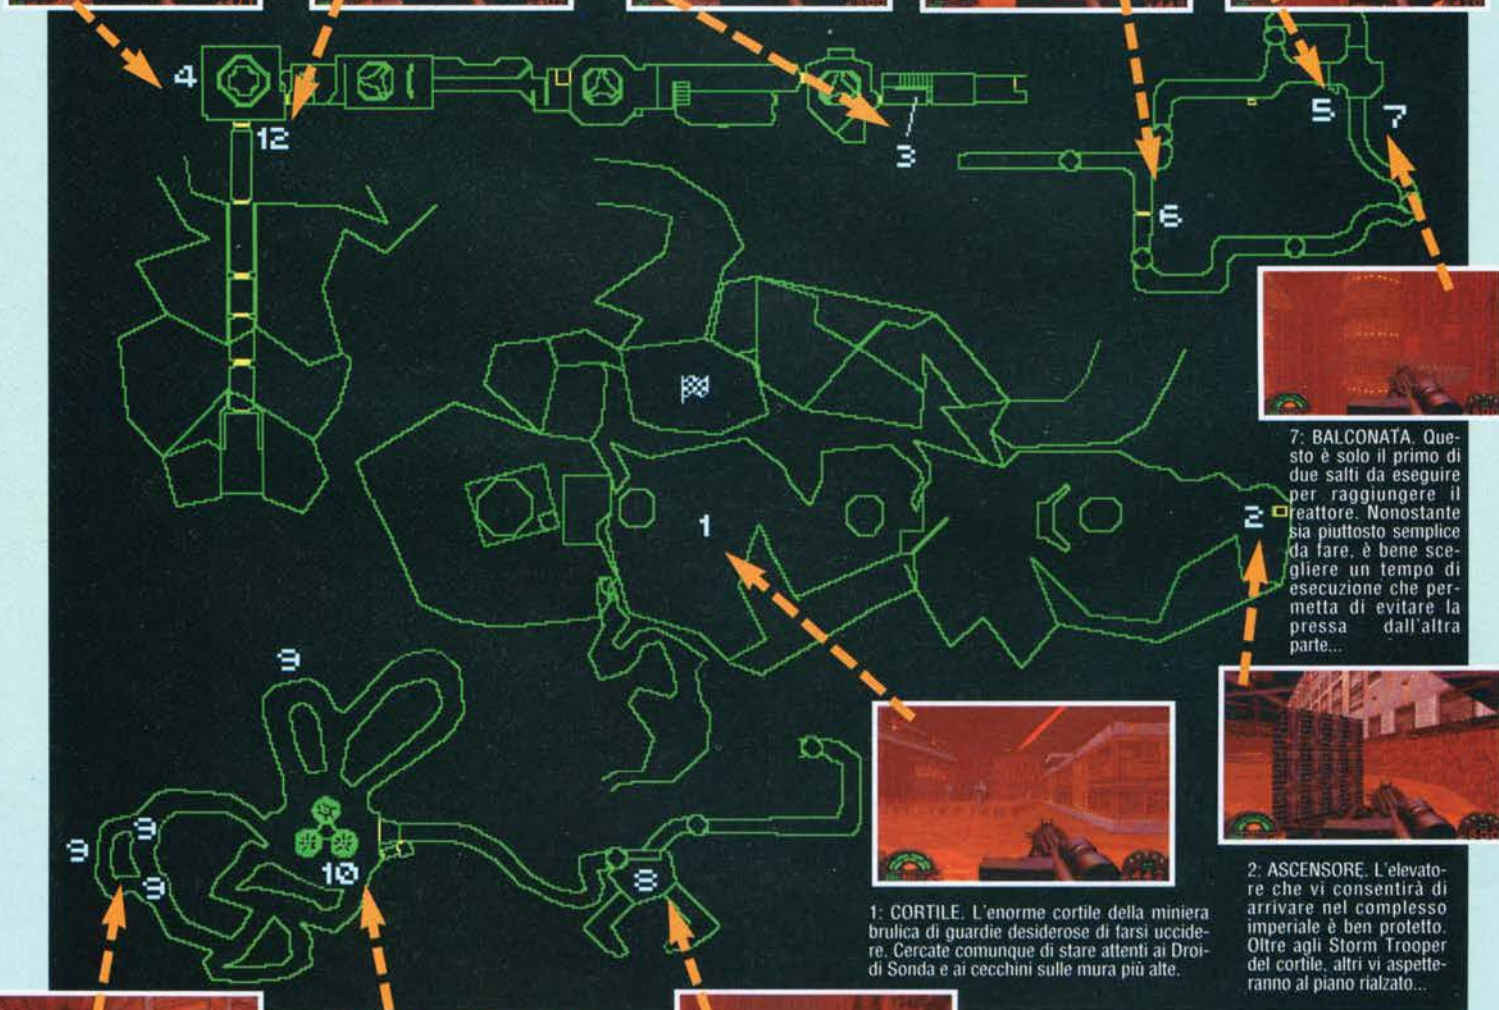 4
12
3
5
7
6
7: BALCONATA. Que-
sto è solo il primo di
due salti da eseguire
per raggiungere il
reattore. Nonostante
sia piuttosto semplice
da fare, è bene sce-
gliere un tempo di
esecuzione che per-
metta di evitare la
pressa dall'altra
parte...
1
2
9
9
9
9
10
8
1: CORTILE. L'enorme cortile della miniera
brulica di guardie desiderose di farsi uccide-
re. Cercate comunque di stare attenti ai Droi-
di Sonda e ai cecchini sulle mura più alte.
2: ASCENSORE. L'elevato-
re che vi consentirà di
arrivare nel complesso
imperiale è ben protetto.
Oltre agli Storm Trooper
del cortile, altri vi aspette-
ranno al piano rialzato...